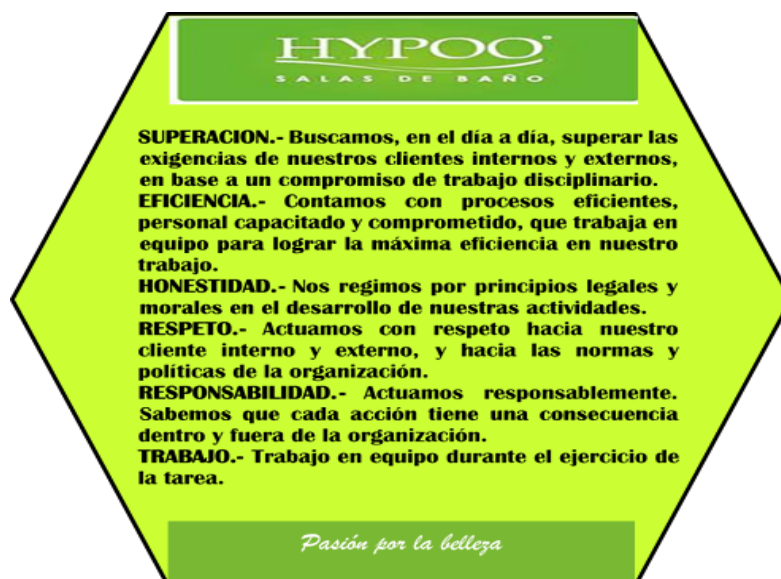 HYPOO®
SALAS DE BAÑO
SUPERACION.- Buscamos, en el día a día, superar las
exigencias de nuestros clientes internos y externos,
en base a un compromiso de trabajo disciplinario.
EFICIENCIA.- Contamos con procesos eficientes,
personal capacitado y comprometido, que trabaja en
equipo para lograr la máxima eficiencia en nuestro
trabajo.
HONESTIDAD.- Nos regimos por principios legales y
morales en el desarrollo de nuestras actividades.
RESPETO.- Actuamos con respeto hacia nuestro
cliente interno y externo, y hacia las normas y
políticas de la organización.
RESPONSABILIDAD.- Actuamos responsablemente.
Sabemos que cada acción tiene una consecuencia
dentro y fuera de la organización.
TRABAJO.- Trabajo en equipo durante el ejercicio de
la tarea.
Pasión por la belleza